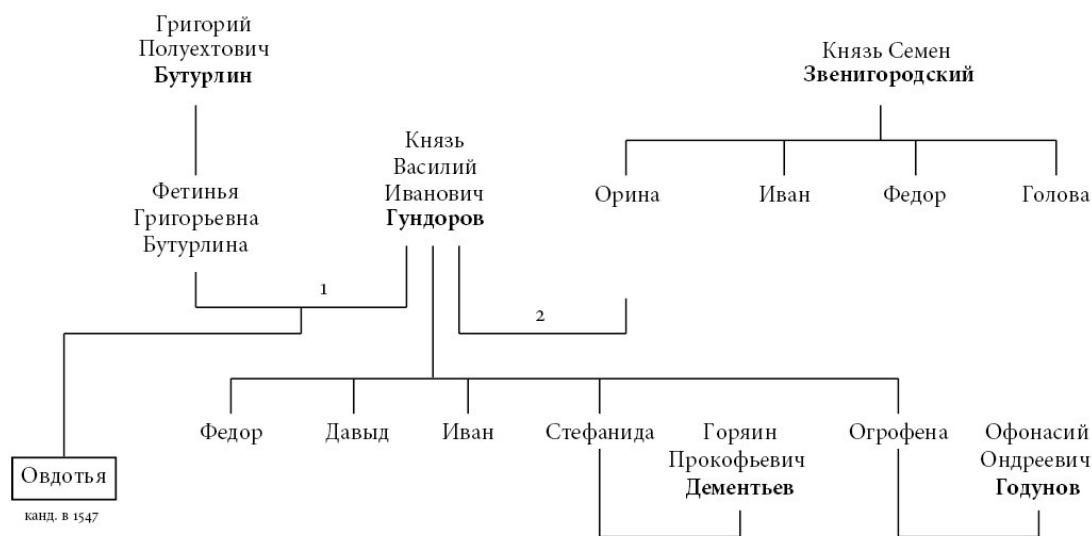 Григорий
Полуехтович
Бутурлин
Князь Семен
Звенигородский
Князь
Василий
Иванович
Гундоров
Фетинья
Григорьевна
Бутурлина
Орина
Иван
Федор
Голова
1
2
Федор
Давыд
Иван
Стефанида
Горяин
Прокофьевич
Дементьев
Огрофена
Офонасий
Ондреевич
Годунов
Овдотья
канд. в 1547